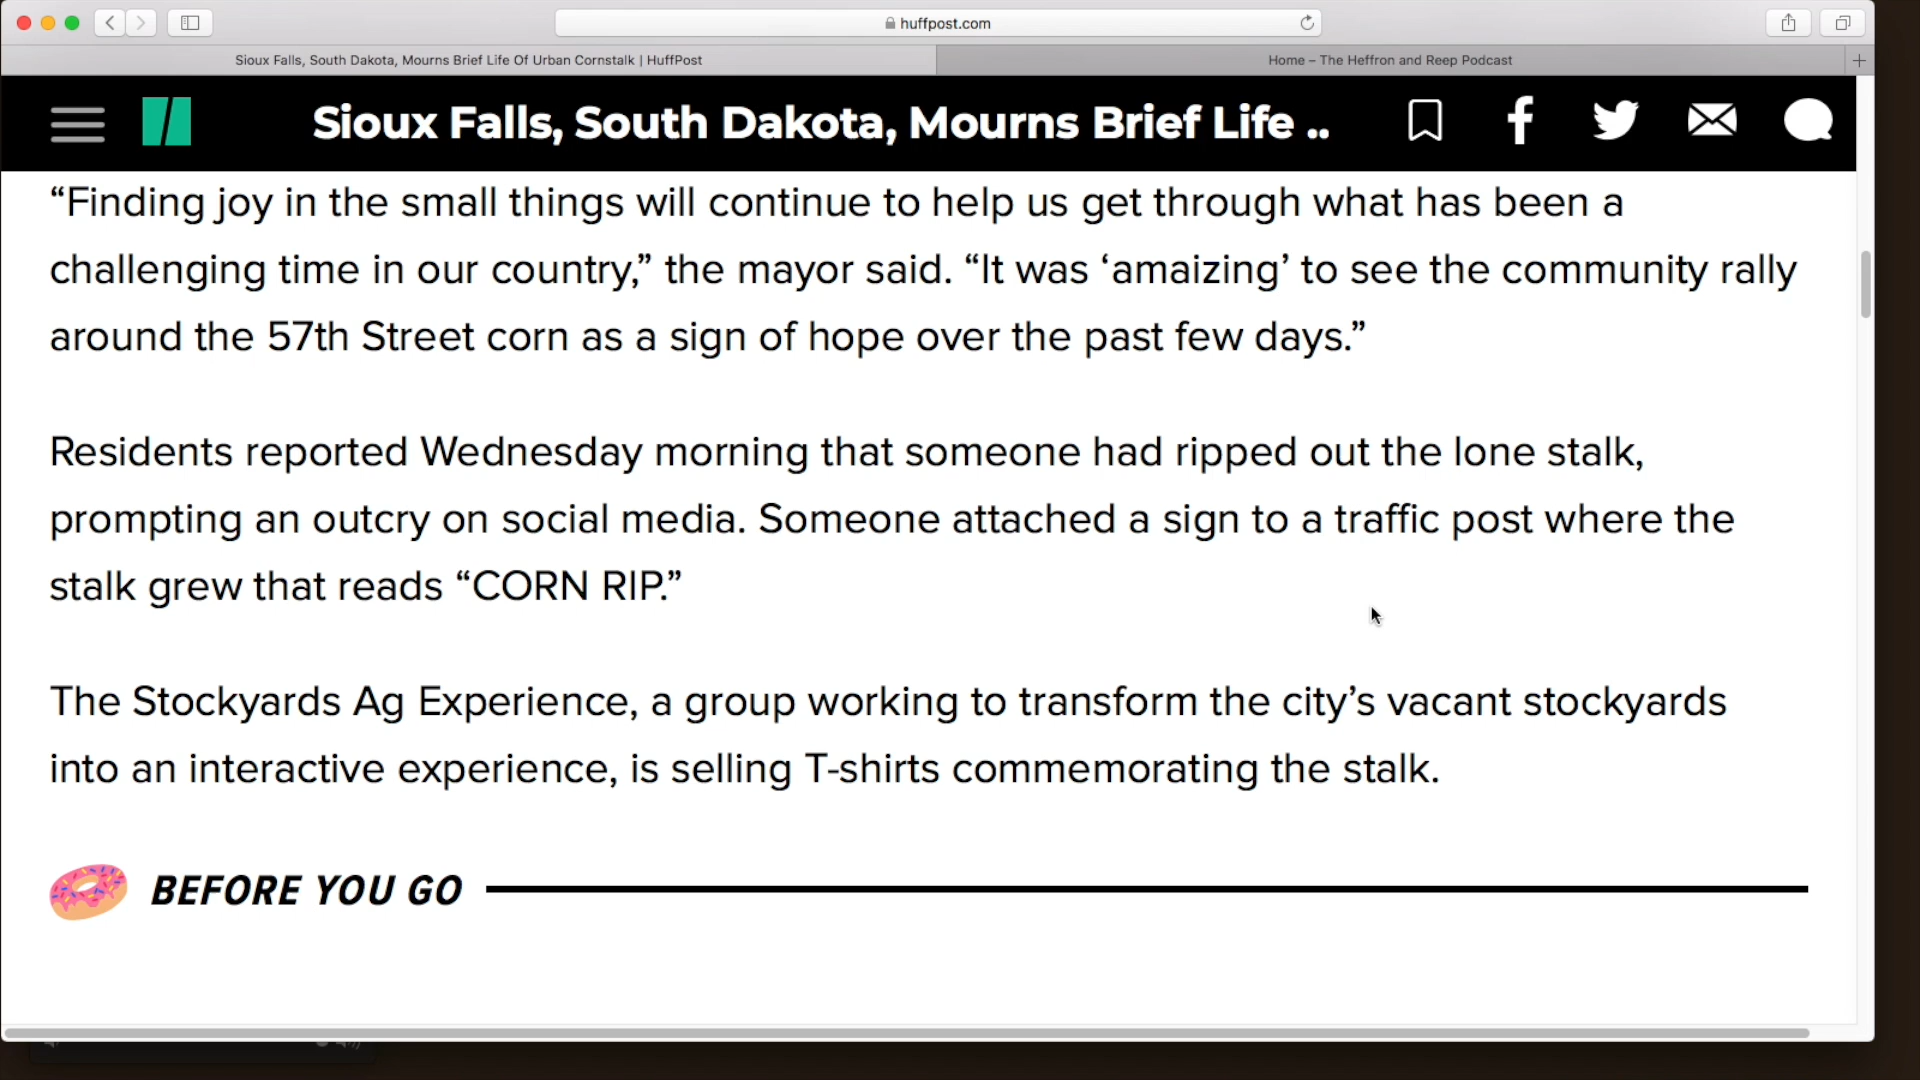 huffpost.com
Sioux Falls, South Dakota, Mourns Brief Life Of Urban Cornstalk | HuffPost
Home – The Heffron and Reep Podcast
Sioux Falls, South Dakota, Mourns Brief Life ..
“Finding joy in the small things will continue to help us get through what has been a
challenging time in our country,” the mayor said. “It was ‘amaizing’ to see the community rally
around the 57th Street corn as a sign of hope over the past few days.”
Residents reported Wednesday morning that someone had ripped out the lone stalk,
prompting an outcry on social media. Someone attached a sign to a traffic post where the
stalk grew that reads “CORN RIP.”
The Stockyards Ag Experience, a group working to transform the city’s vacant stockyards
into an interactive experience, is selling T-shirts commemorating the stalk.
BEFORE YOU GO